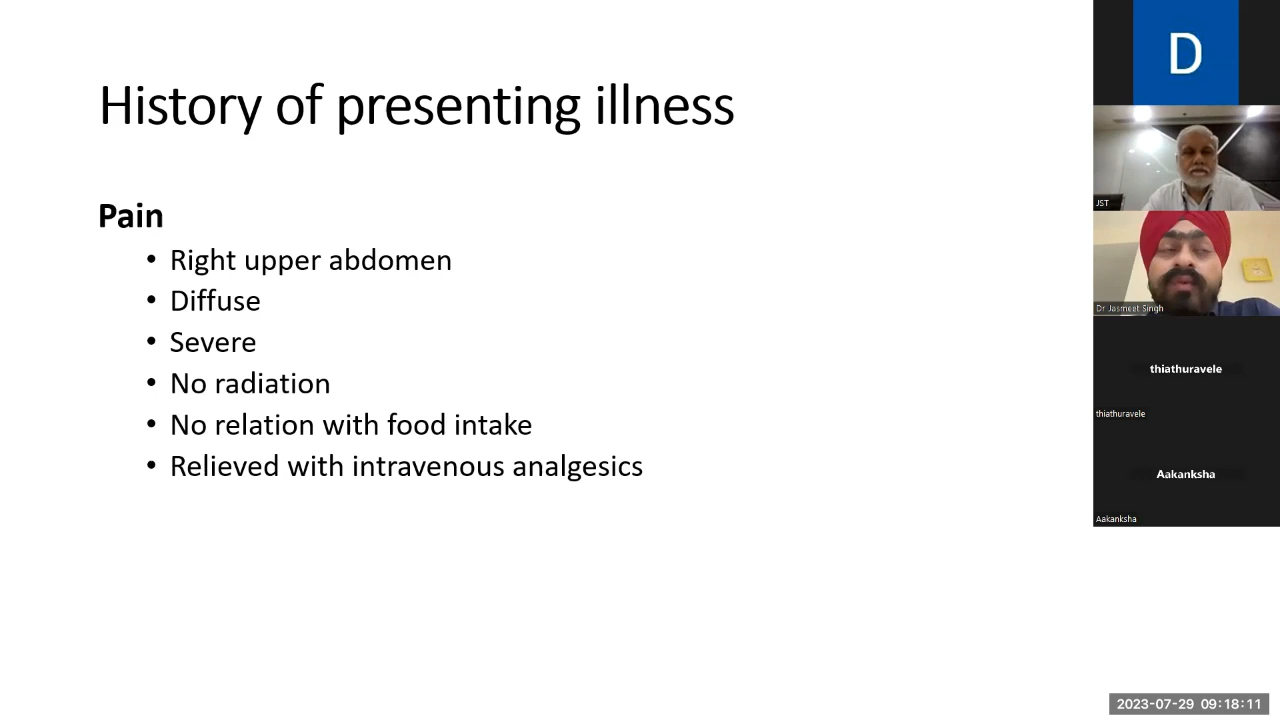 History of presenting illness
Pain
• Right upper abdomen
• Diffuse
• Severe
• No radiation
• No relation with food intake
• Relieved with intravenous analgesics
D
JST
Dr Jasmeet Singh
thiathuravele
thiathuravele
Aakanksha
Aakanksha
2023-07-29 09:18:11